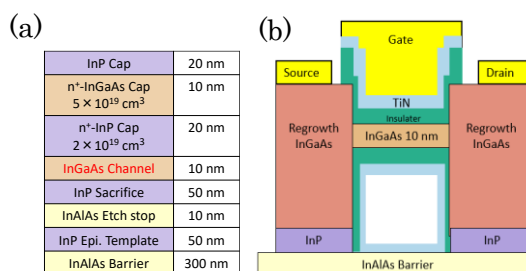 (a)
InP Cap 20 nm
n⁺-InGaAs Cap 10 nm
5 × 10¹⁹ cm³
n⁺-InP Cap 20 nm
2 × 10¹⁹ cm³
InGaAs Channel 10 nm
InP Sacrifice 50 nm
InAlAs Etch stop 10 nm
InP Epi. Template 50 nm
InAlAs Barrier 300 nm
(b)
Gate
Source
Drain
TiN
Insulater
Regrowth
InGaAs
InGaAs 10 nm
Regrowth
InGaAs
InP
InP
InAlAs Barrier